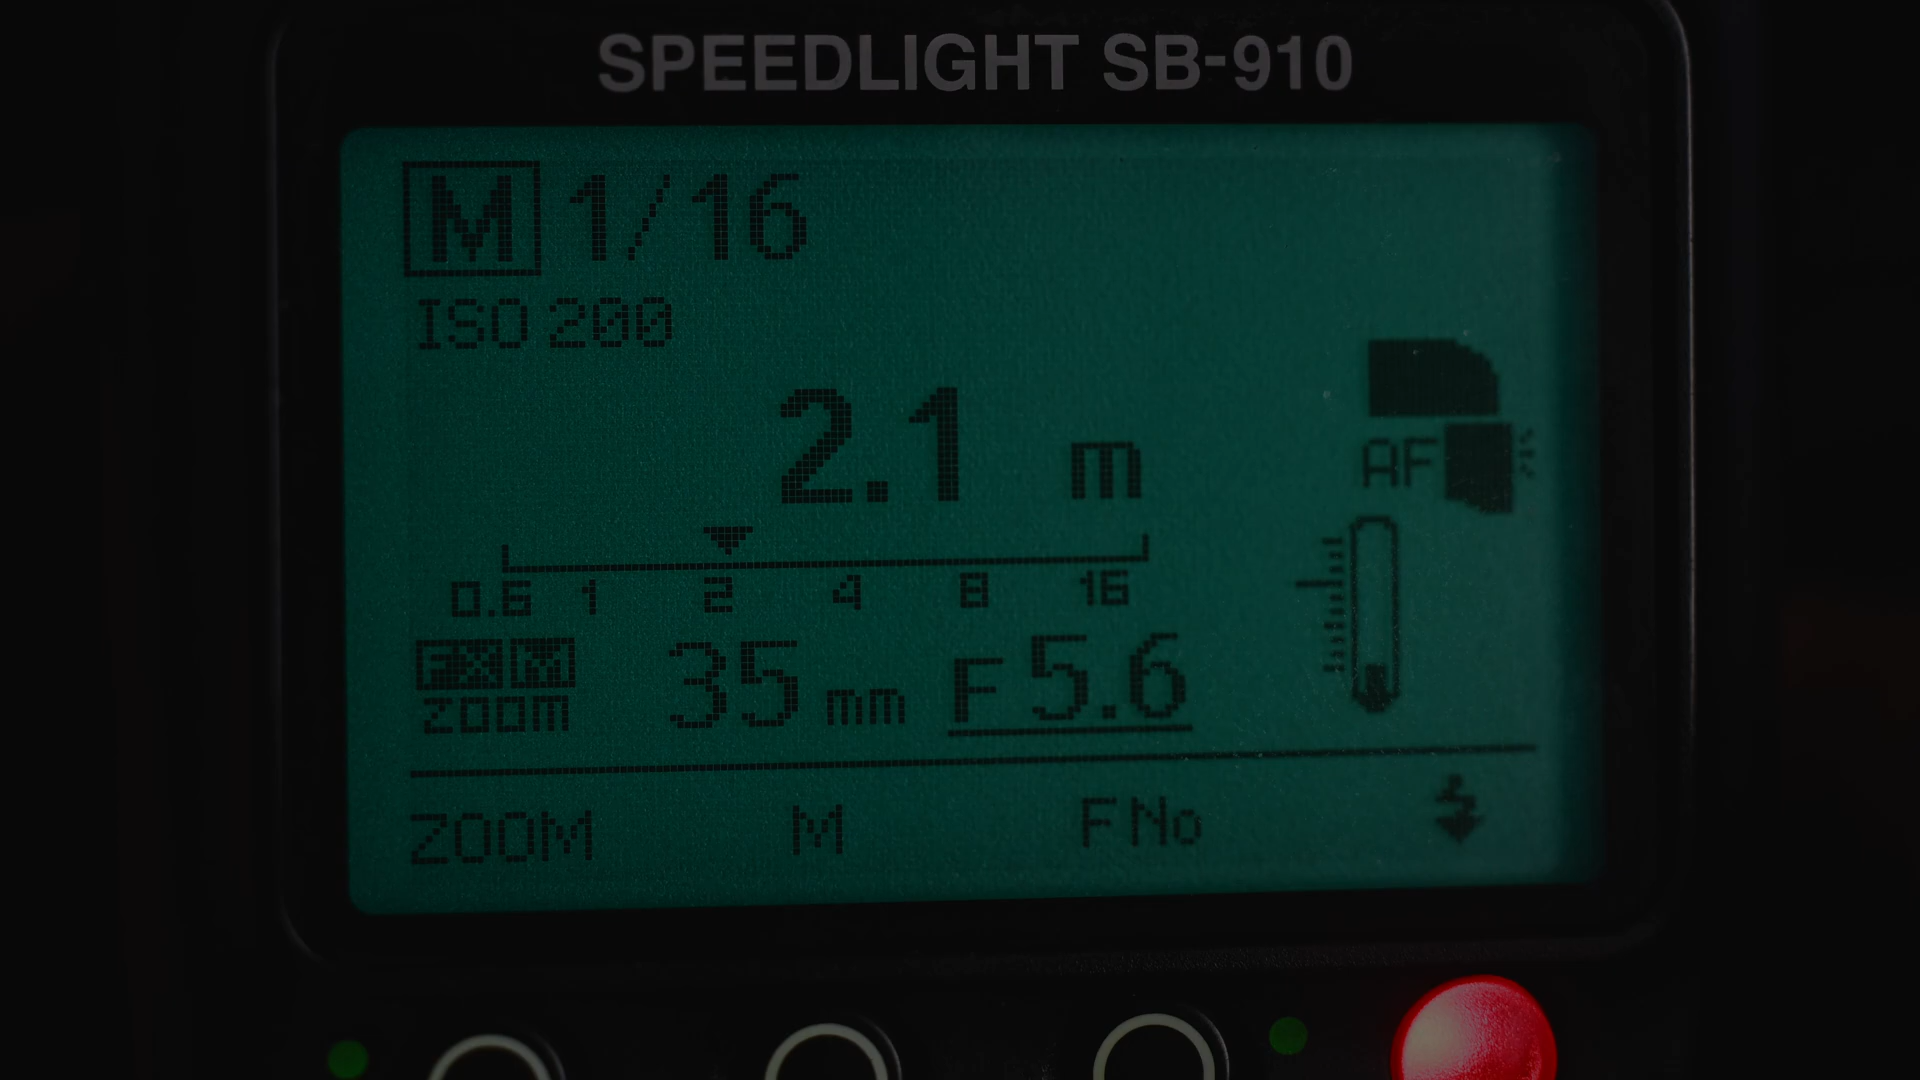 SPEEDLIGHT SB-910
M 1/16
ISO 200
2.1 m
AF
0.6 1 2 4 8 16
FX M
ZOOM 35 mm F5.6
ZOOM M F No